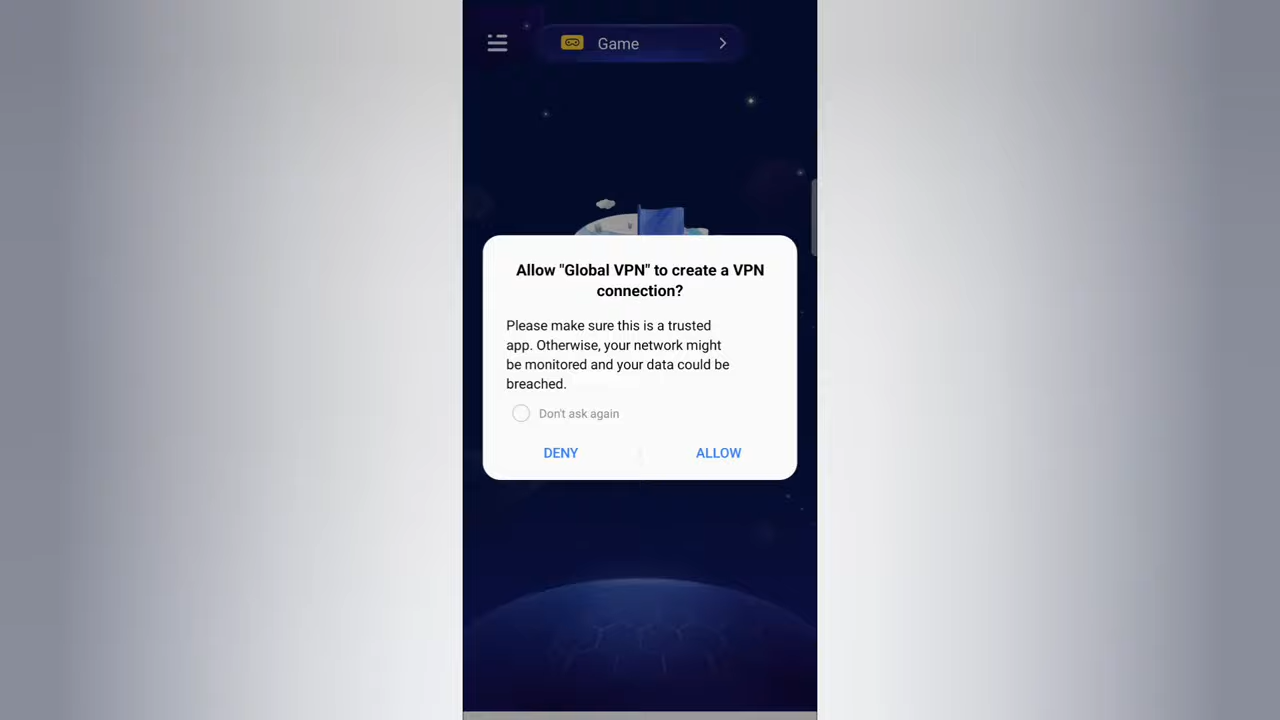 Game
Allow "Global VPN" to create a VPN
connection?
Please make sure this is a trusted
app. Otherwise, your network might
be monitored and your data could be
breached.
Don't ask again
DENY
ALLOW